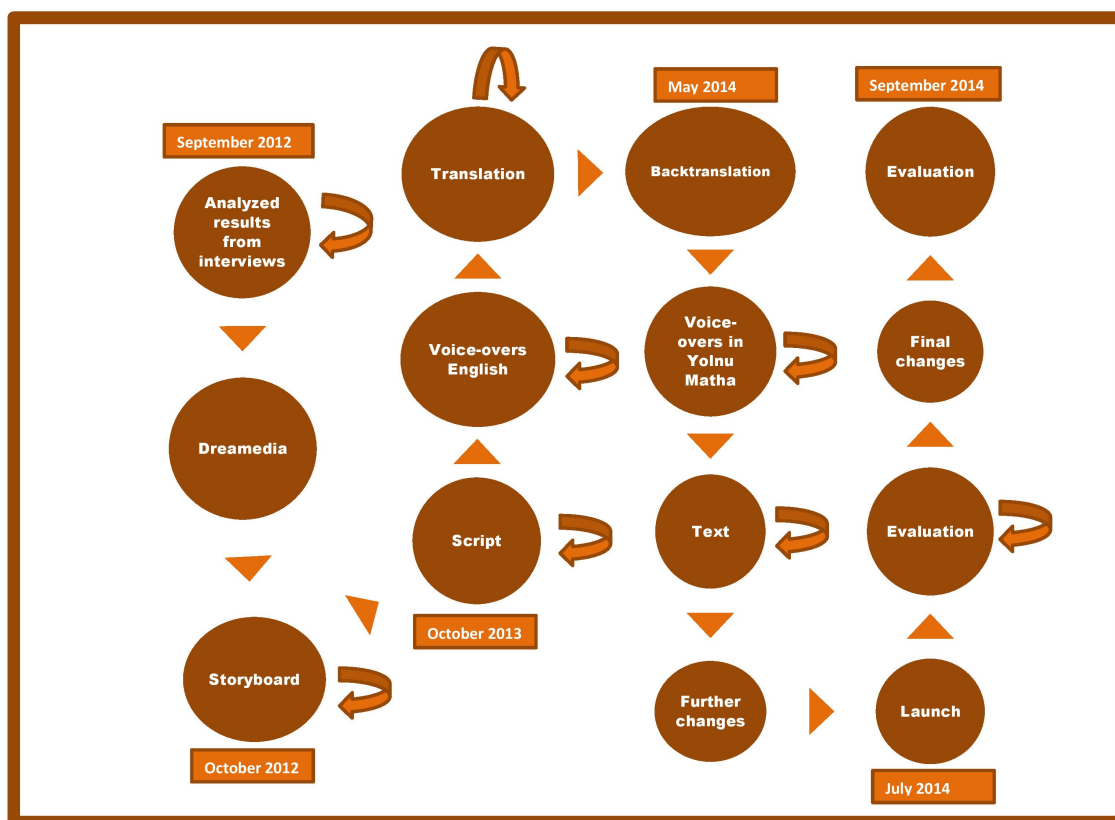 September 2012
Analyzed
results
from
interviews
Dreamedia
Storyboard
October 2012
Script
October 2013
Voice-overs
English
Translation
May 2014
Backtranslation
Voice-
overs in
Yolnu
Matha
Text
Further
changes
Launch
July 2014
Evaluation
Final
changes
Evaluation
September 2014